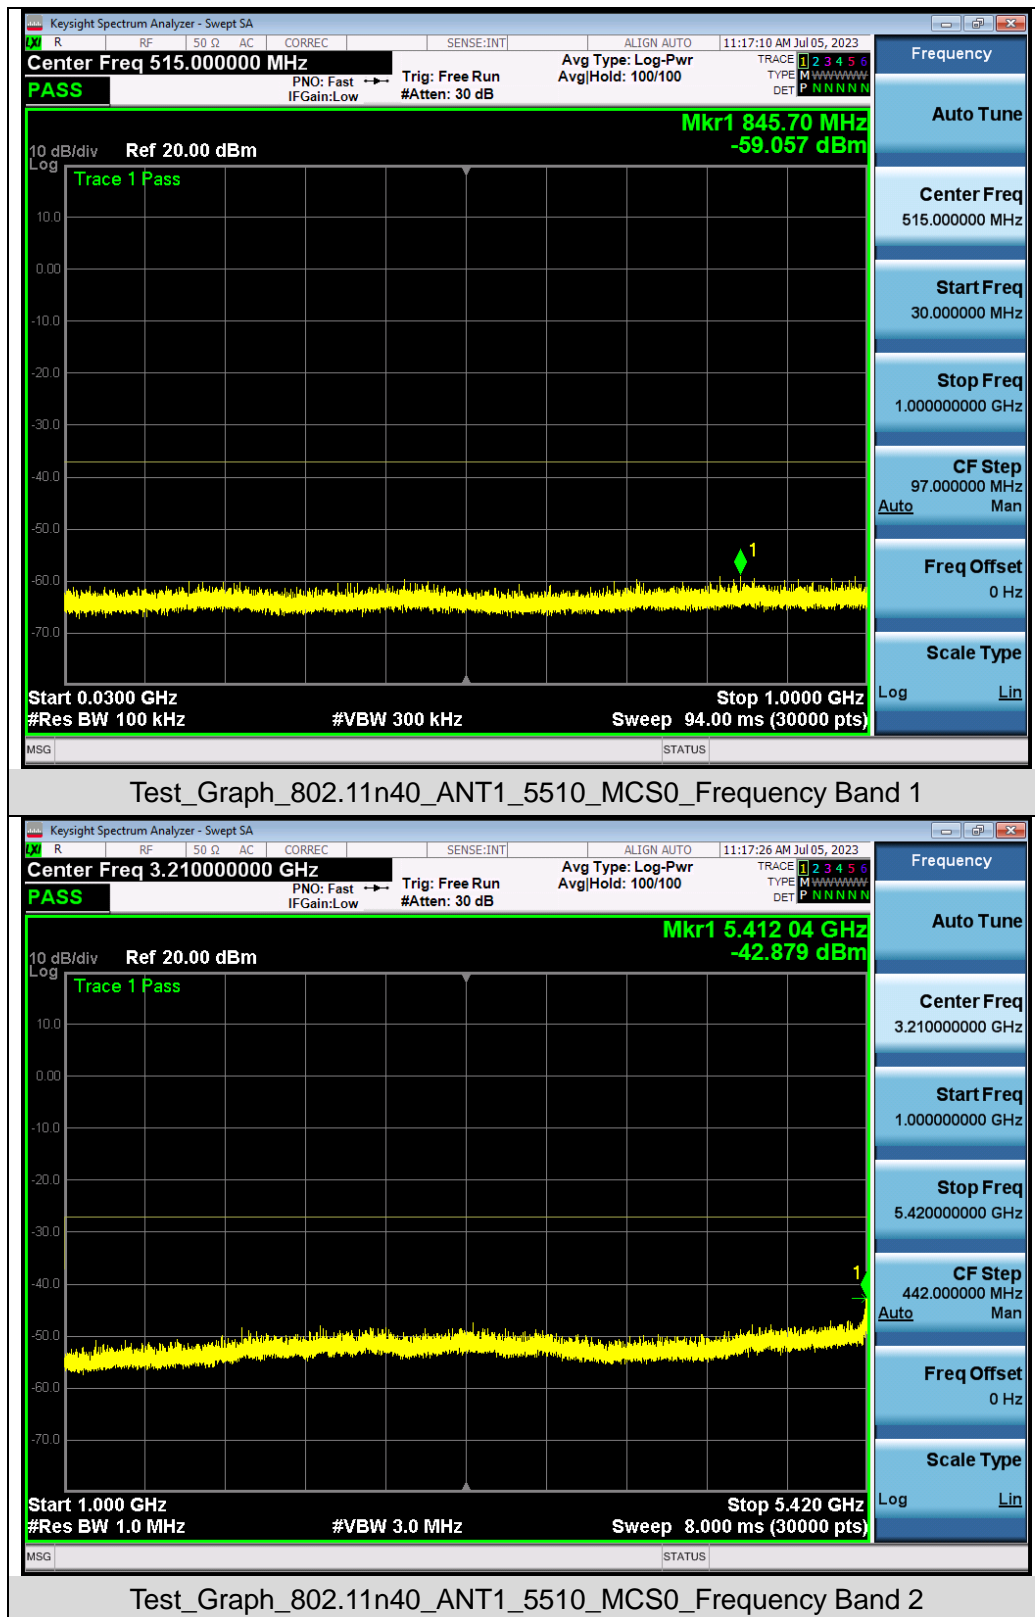 Keysight Spectrum Analyzer - Swept SA
LXI R RF 50 Ω AC CORREC SENSE:INT ALIGN AUTO 11:17:10 AM Jul 05, 2023
Center Freq 515.000000 MHz
PASS
PNO: Fast
IFGain:Low
Trig: Free Run
#Atten: 30 dB
Avg Type: Log-Pwr
Avg|Hold: 100/100
TRACE 1 2 3 4 5 6
TYPE M WWWWW
DET P N N N N N
Mkr1 845.70 MHz
-59.057 dBm
10 dB/div Ref 20.00 dBm
Log
Trace 1 Pass
10.0
0.00
-10.0
-20.0
-30.0
-40.0
-50.0
-60.0
-70.0
1
Start 0.0300 GHz Stop 1.0000 GHz
#Res BW 100 kHz #VBW 300 kHz Sweep 94.00 ms (30000 pts)
MSG STATUS
Frequency
Auto Tune
Center Freq
515.000000 MHz
Start Freq
30.000000 MHz
Stop Freq
1.000000000 GHz
CF Step
97.000000 MHz
Auto Man
Freq Offset
0 Hz
Scale Type
Log Lin
Test_Graph_802.11n40_ANT1_5510_MCS0_Frequency Band 1
Keysight Spectrum Analyzer - Swept SA
LXI R RF 50 Ω AC CORREC SENSE:INT ALIGN AUTO 11:17:26 AM Jul 05, 2023
Center Freq 3.210000000 GHz
PASS
PNO: Fast
IFGain:Low
Trig: Free Run
#Atten: 30 dB
Avg Type: Log-Pwr
Avg|Hold: 100/100
TRACE 1 2 3 4 5 6
TYPE M WWWWW
DET P N N N N N
Mkr1 5.412 04 GHz
-42.879 dBm
10 dB/div Ref 20.00 dBm
Log
Trace 1 Pass
10.0
0.00
-10.0
-20.0
-30.0
-40.0
-50.0
-60.0
-70.0
1
Start 1.000 GHz Stop 5.420 GHz
#Res BW 1.0 MHz #VBW 3.0 MHz Sweep 8.000 ms (30000 pts)
MSG STATUS
Frequency
Auto Tune
Center Freq
3.210000000 GHz
Start Freq
1.000000000 GHz
Stop Freq
5.420000000 GHz
CF Step
442.000000 MHz
Auto Man
Freq Offset
0 Hz
Scale Type
Log Lin
Test_Graph_802.11n40_ANT1_5510_MCS0_Frequency Band 2